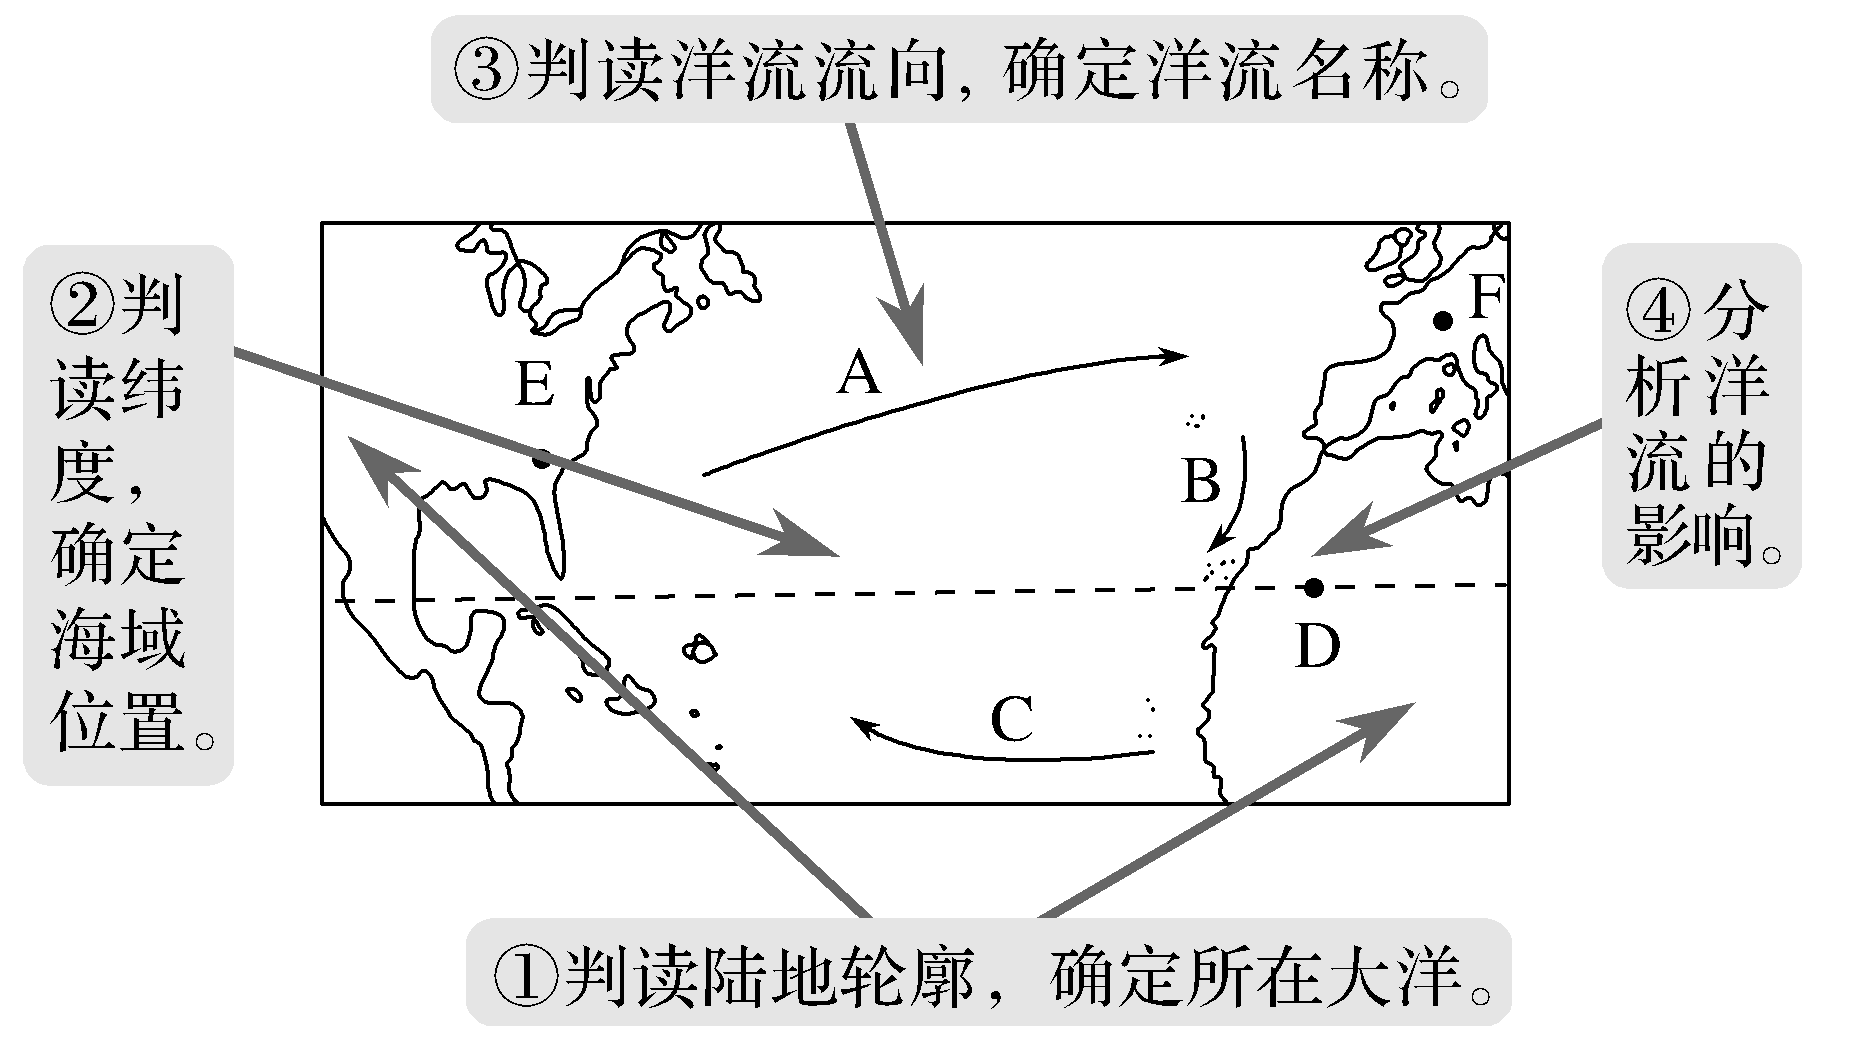 ③判读洋流流向,确定洋流名称。
②判
读纬
度,
确定
海域
位置。
E
A
B
C
D
F
④分
析洋
流的
影响。
①判读陆地轮廓,确定所在大洋。